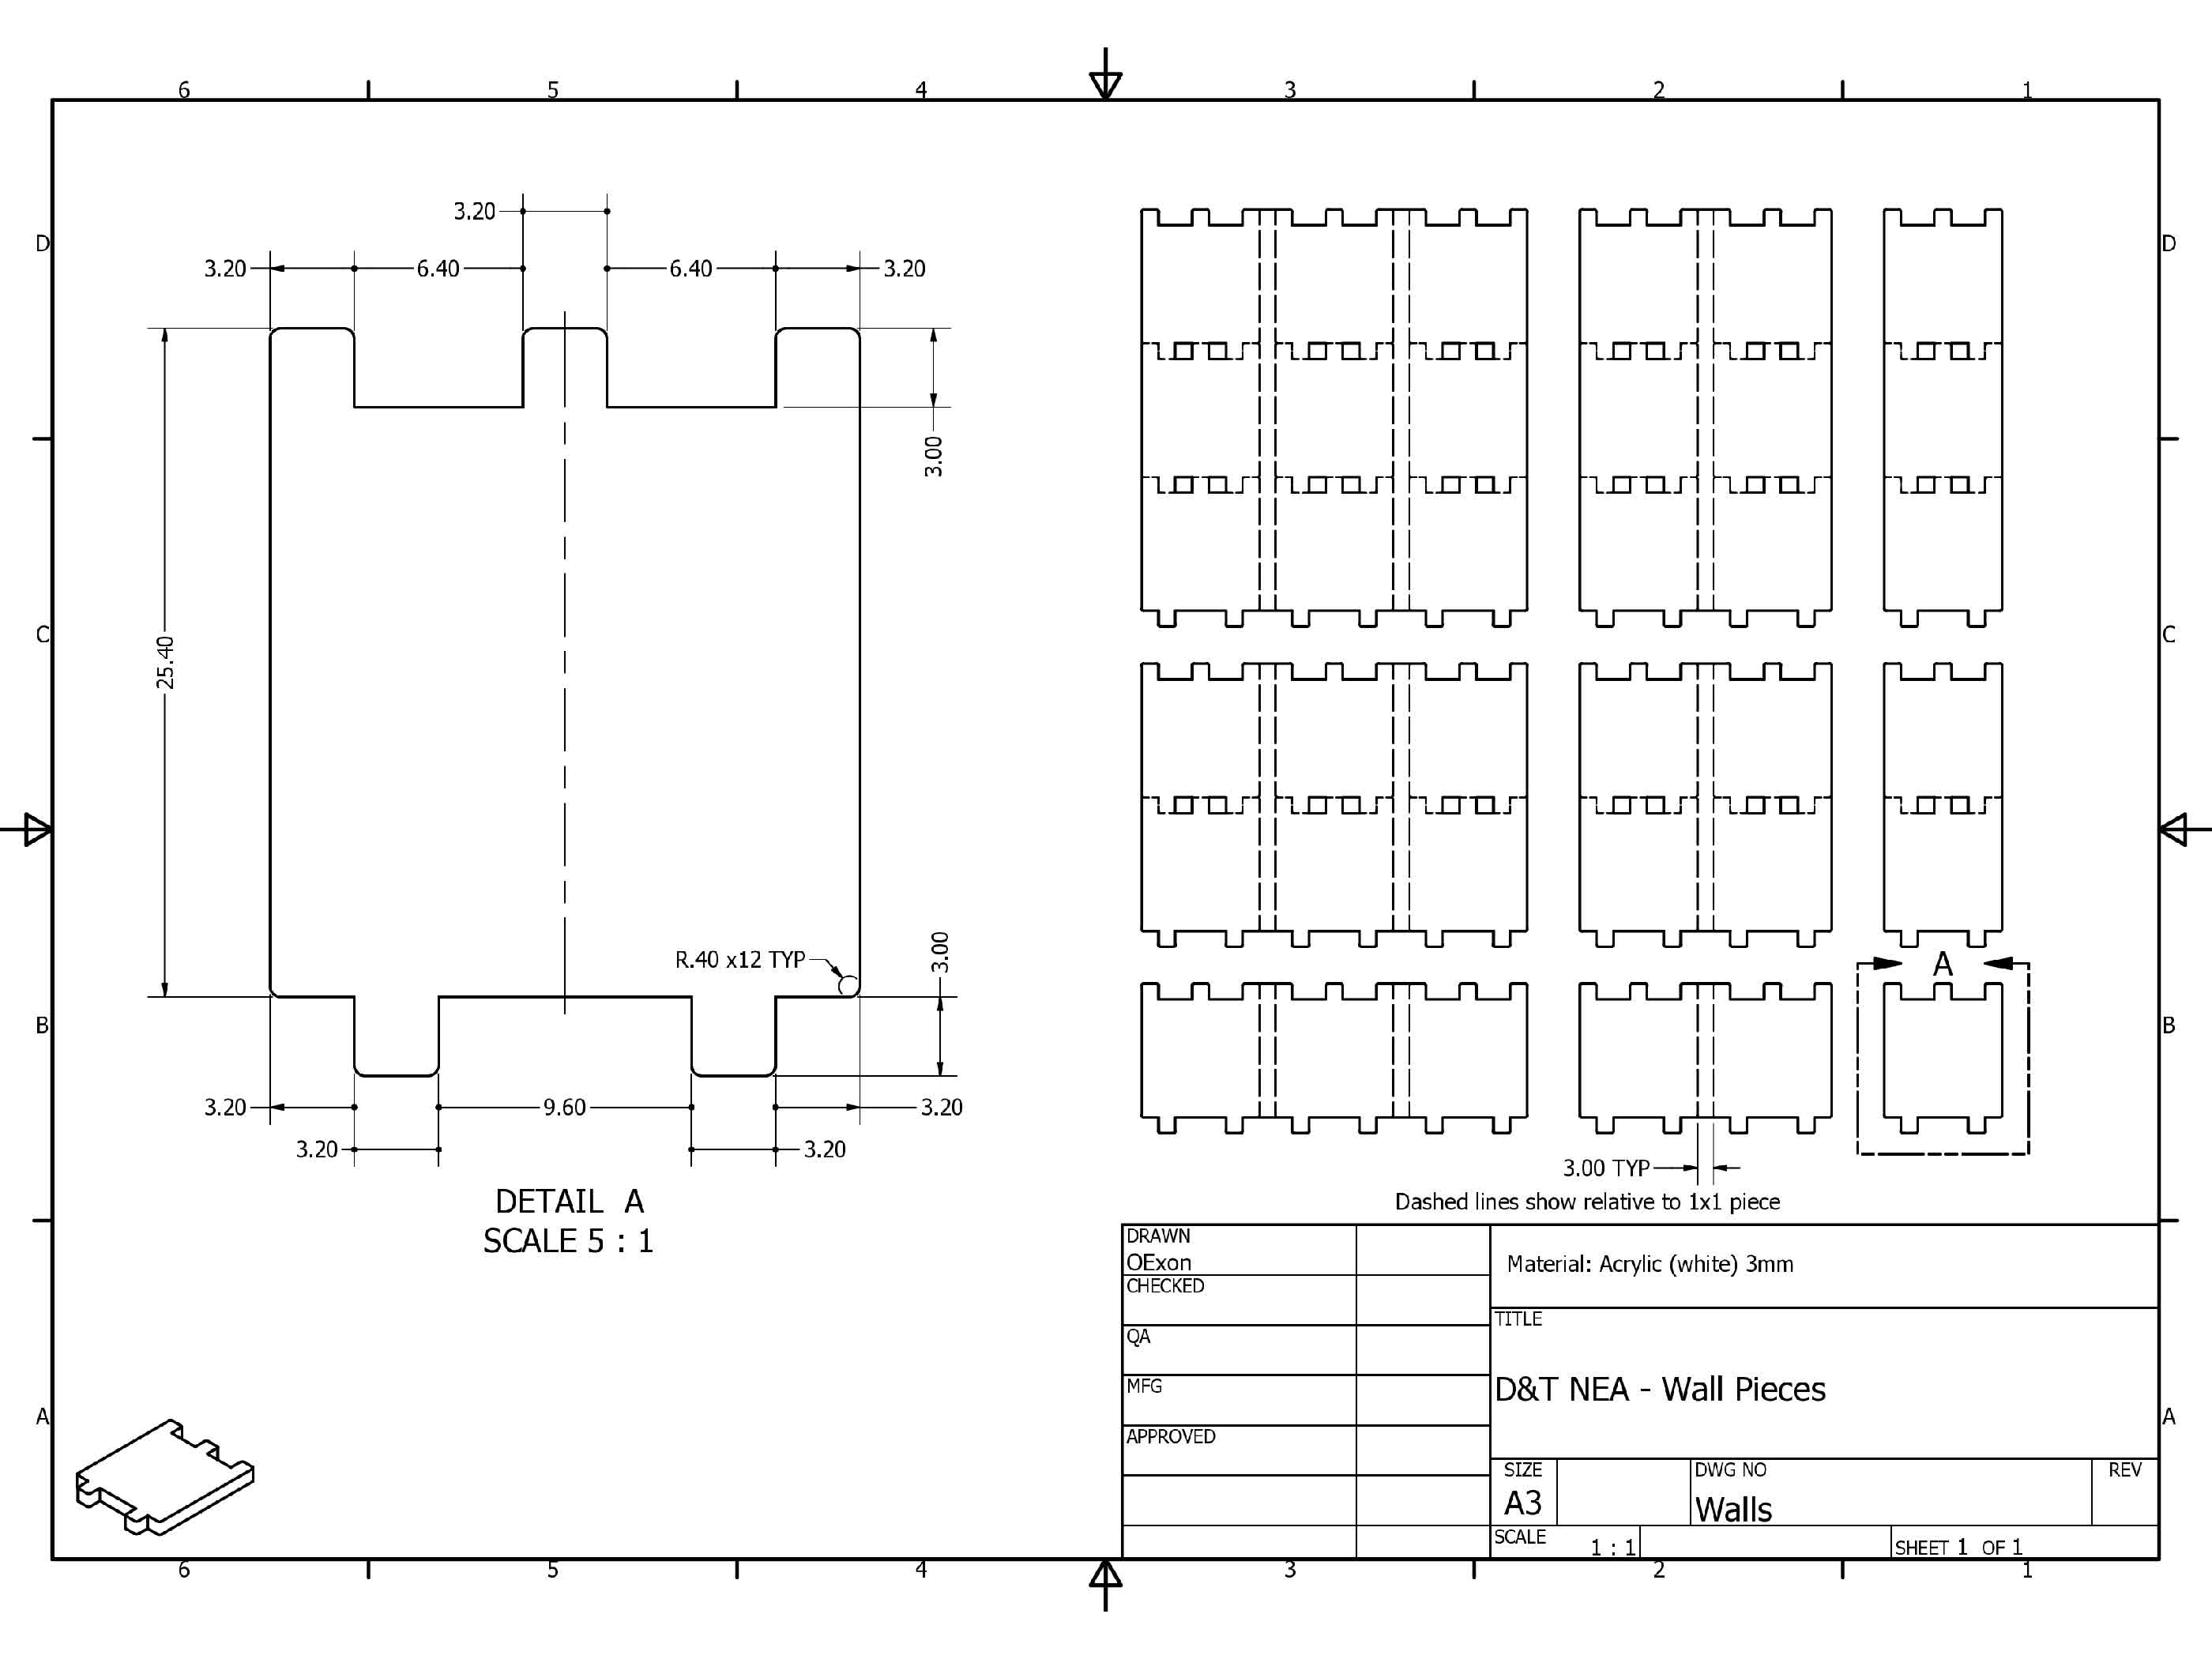 6 5 4 3 2 1
D D
3.20
3.20 6.40 6.40 3.20
3.00
C C
25.40
R.40 x12 TYP
3.00
A
B B
3.20 9.60 3.20
3.20 3.20
3.00 TYP
DETAIL A
SCALE 5 : 1
Dashed lines show relative to 1x1 piece
DRAWN
OExon
CHECKED
QA
MFG
APPROVED
Material: Acrylic (white) 3mm
TITLE
D&T NEA - Wall Pieces
SIZE
A3
DWG NO
Walls
REV
SCALE
1 : 1
SHEET 1 OF 1
A A
6 5 4 3 2 1